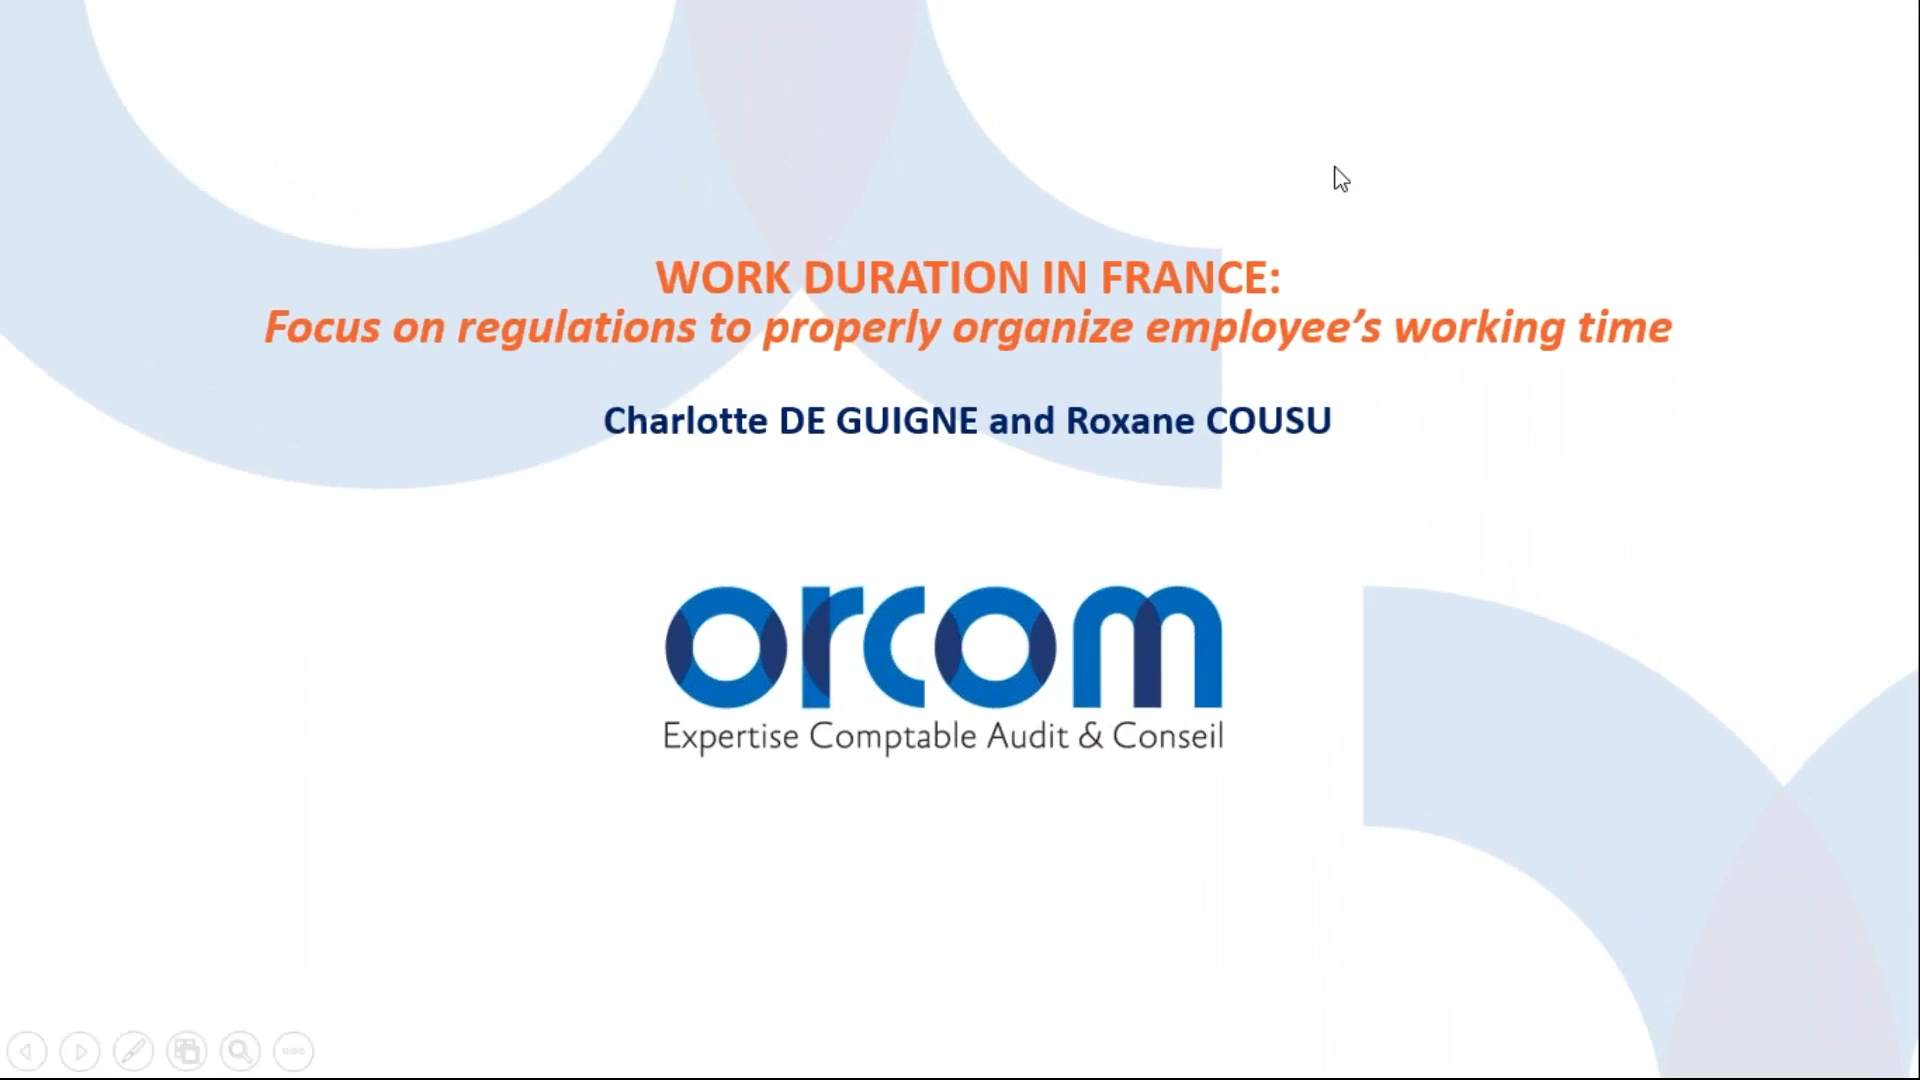 WORK DURATION IN FRANCE:
Focus on regulations to properly organize employee’s working time
Charlotte DE GUIGNE and Roxane COUSU
orcom
Expertise Comptable Audit & Conseil